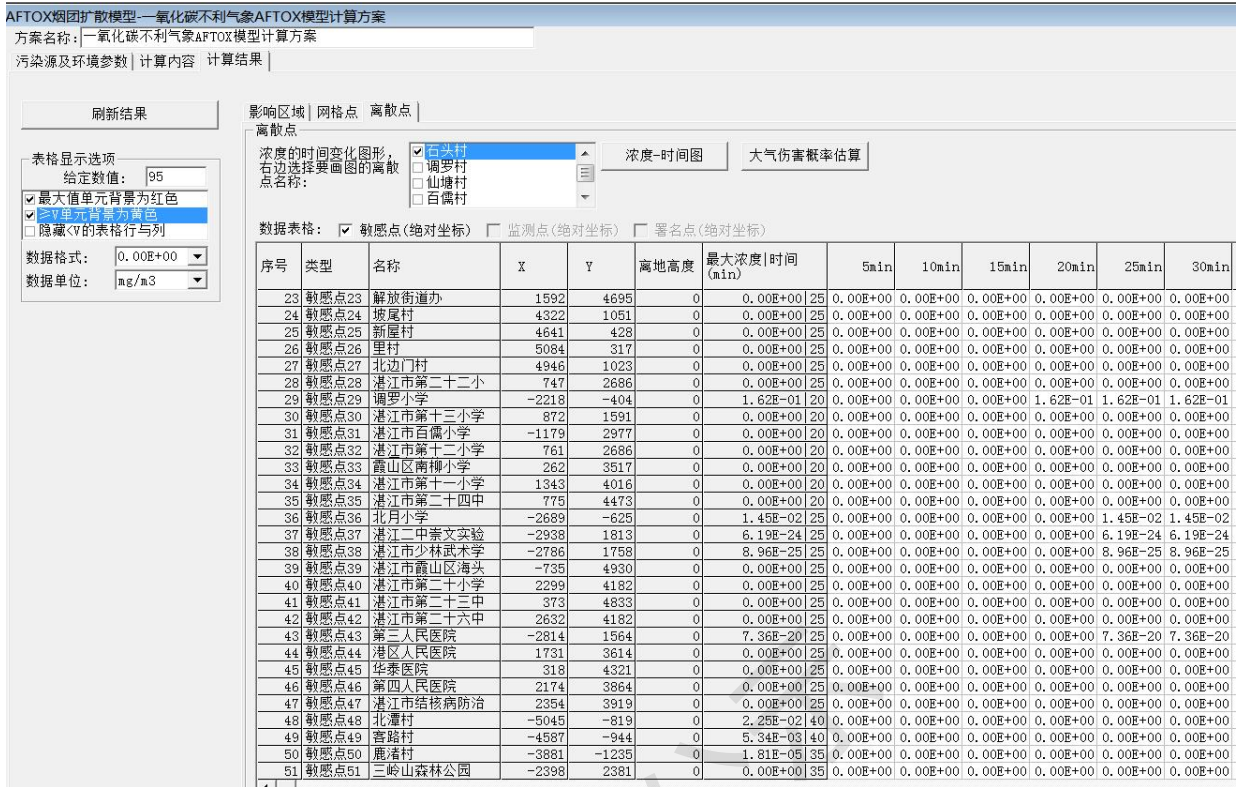 AFTOX烟团扩散模型-一氧化碳不利气象AFTOX模型计算方案
方案名称: 一氧化碳不利气象AFTOX模型计算方案
污染源及环境参数 计算内容 计算结果
刷新结果
表格显示选项
给定数值: 95
最大值单元背景为红色
≥V单元背景为黄色
隐藏<V的表格行与列
数据格式: 0.00E+00
数据单位: mg/m3
影响区域 网格点 离散点
离散点
浓度的时间变化图形,
右边选择要画图的离散
点名称:
石头村
调罗村
仙塘村
百儒村
浓度-时间图 大气伤害概率估算
数据表格: 敏感点(绝对坐标) 监测点(绝对坐标) 署名点(绝对坐标)
序号 类型 名称 X Y 离地高度 最大浓度|时间(min) 5min 10min 15min 20min 25min 30min
23 敏感点23 解放街道办 1592 4695 0 0.00E+00|25 0.00E+00 0.00E+00 0.00E+00 0.00E+00 0.00E+00 0.00E+00
24 敏感点24 坡尾村 4322 1051 0 0.00E+00|25 0.00E+00 0.00E+00 0.00E+00 0.00E+00 0.00E+00 0.00E+00
25 敏感点25 新屋村 4641 428 0 0.00E+00|25 0.00E+00 0.00E+00 0.00E+00 0.00E+00 0.00E+00 0.00E+00
26 敏感点26 里村 5084 317 0 0.00E+00|25 0.00E+00 0.00E+00 0.00E+00 0.00E+00 0.00E+00 0.00E+00
27 敏感点27 北边门村 4946 1023 0 0.00E+00|25 0.00E+00 0.00E+00 0.00E+00 0.00E+00 0.00E+00 0.00E+00
28 敏感点28 湛江市第二十二小 747 2686 0 0.00E+00|25 0.00E+00 0.00E+00 0.00E+00 0.00E+00 0.00E+00 0.00E+00
29 敏感点29 调罗小学 -2218 -404 0 1.62E-01|20 0.00E+00 0.00E+00 0.00E+00 1.62E-01 1.62E-01 1.62E-01
30 敏感点30 湛江市第十三小学 872 1591 0 0.00E+00|20 0.00E+00 0.00E+00 0.00E+00 0.00E+00 0.00E+00 0.00E+00
31 敏感点31 湛江市百儒小学 -1179 2977 0 0.00E+00|20 0.00E+00 0.00E+00 0.00E+00 0.00E+00 0.00E+00 0.00E+00
32 敏感点32 湛江市第十二小学 761 2686 0 0.00E+00|20 0.00E+00 0.00E+00 0.00E+00 0.00E+00 0.00E+00 0.00E+00
33 敏感点33 霞山区南柳小学 262 3517 0 0.00E+00|20 0.00E+00 0.00E+00 0.00E+00 0.00E+00 0.00E+00 0.00E+00
34 敏感点34 湛江市第十一小学 1343 4016 0 0.00E+00|20 0.00E+00 0.00E+00 0.00E+00 0.00E+00 0.00E+00 0.00E+00
35 敏感点35 湛江市第二十四中 775 4473 0 0.00E+00|20 0.00E+00 0.00E+00 0.00E+00 0.00E+00 0.00E+00 0.00E+00
36 敏感点36 北月小学 -2689 -625 0 1.45E-02|25 0.00E+00 0.00E+00 0.00E+00 0.00E+00 1.45E-02 1.45E-02
37 敏感点37 湛江二中崇文实验 -2938 1813 0 6.19E-24|25 0.00E+00 0.00E+00 0.00E+00 0.00E+00 6.19E-24 6.19E-24
38 敏感点38 湛江市少林武术学 -2786 1758 0 8.96E-25|25 0.00E+00 0.00E+00 0.00E+00 0.00E+00 8.96E-25 8.96E-25
39 敏感点39 湛江市霞山区海头 -735 4930 0 0.00E+00|25 0.00E+00 0.00E+00 0.00E+00 0.00E+00 0.00E+00 0.00E+00
40 敏感点40 湛江市第二十小学 2299 4182 0 0.00E+00|25 0.00E+00 0.00E+00 0.00E+00 0.00E+00 0.00E+00 0.00E+00
41 敏感点41 湛江市第二十三中 373 4833 0 0.00E+00|25 0.00E+00 0.00E+00 0.00E+00 0.00E+00 0.00E+00 0.00E+00
42 敏感点42 湛江市第二十六中 2632 4182 0 0.00E+00|25 0.00E+00 0.00E+00 0.00E+00 0.00E+00 0.00E+00 0.00E+00
43 敏感点43 第三人民医院 -2814 1564 0 7.36E-20|25 0.00E+00 0.00E+00 0.00E+00 0.00E+00 7.36E-20 7.36E-20
44 敏感点44 港区人民医院 1731 3614 0 0.00E+00|25 0.00E+00 0.00E+00 0.00E+00 0.00E+00 0.00E+00 0.00E+00
45 敏感点45 华泰医院 318 4321 0 0.00E+00|25 0.00E+00 0.00E+00 0.00E+00 0.00E+00 0.00E+00 0.00E+00
46 敏感点46 第四人民医院 2174 3864 0 0.00E+00|25 0.00E+00 0.00E+00 0.00E+00 0.00E+00 0.00E+00 0.00E+00
47 敏感点47 湛江市结核病防治 2354 3919 0 0.00E+00|25 0.00E+00 0.00E+00 0.00E+00 0.00E+00 0.00E+00 0.00E+00
48 敏感点48 北潭村 -5045 -819 0 2.25E-02|40 0.00E+00 0.00E+00 0.00E+00 0.00E+00 0.00E+00 0.00E+00
49 敏感点49 客路村 -4587 -944 0 5.34E-03|40 0.00E+00 0.00E+00 0.00E+00 0.00E+00 0.00E+00 0.00E+00
50 敏感点50 鹿渚村 -3881 -1235 0 1.81E-05|35 0.00E+00 0.00E+00 0.00E+00 0.00E+00 0.00E+00 0.00E+00
51 敏感点51 三岭山森林公园 -2398 2381 0 0.00E+00|35 0.00E+00 0.00E+00 0.00E+00 0.00E+00 0.00E+00 0.00E+00